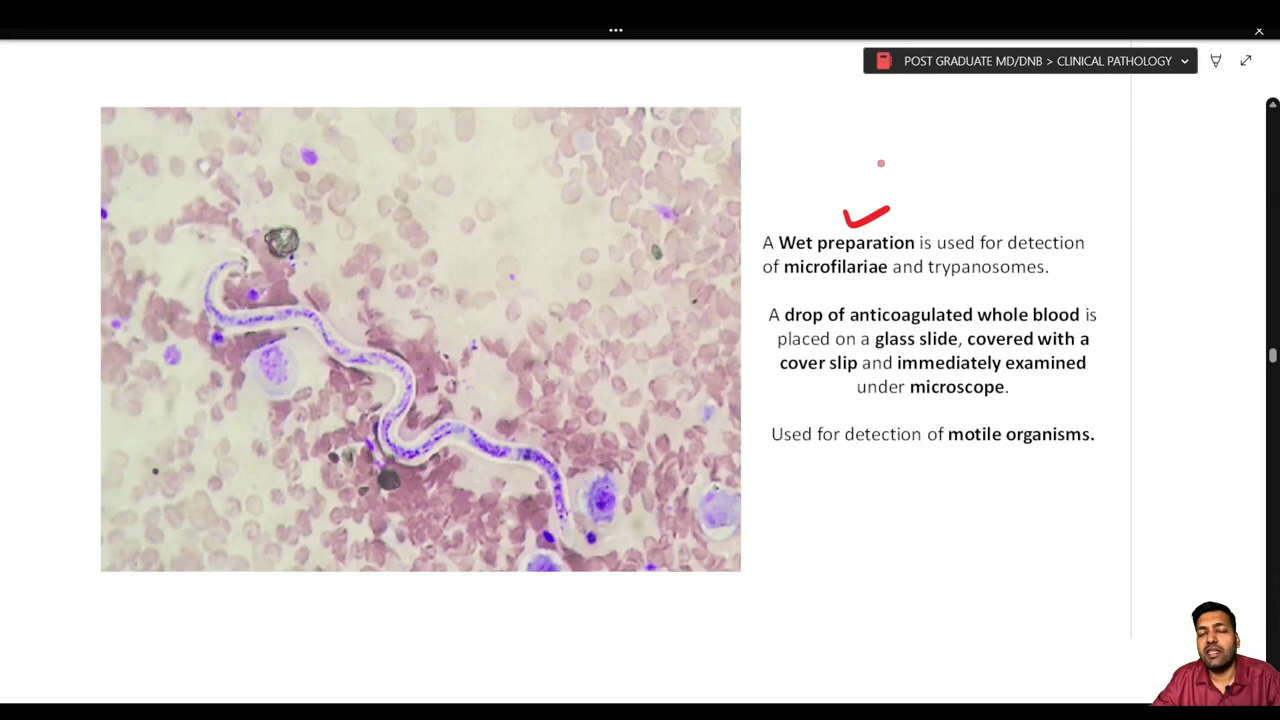 POST GRADUATE MD/DNB > CLINICAL PATHOLOGY
A Wet preparation is used for detection
of microfilariae and trypanosomes.
A drop of anticoagulated whole blood is
placed on a glass slide, covered with a
cover slip and immediately examined
under microscope.
Used for detection of motile organisms.